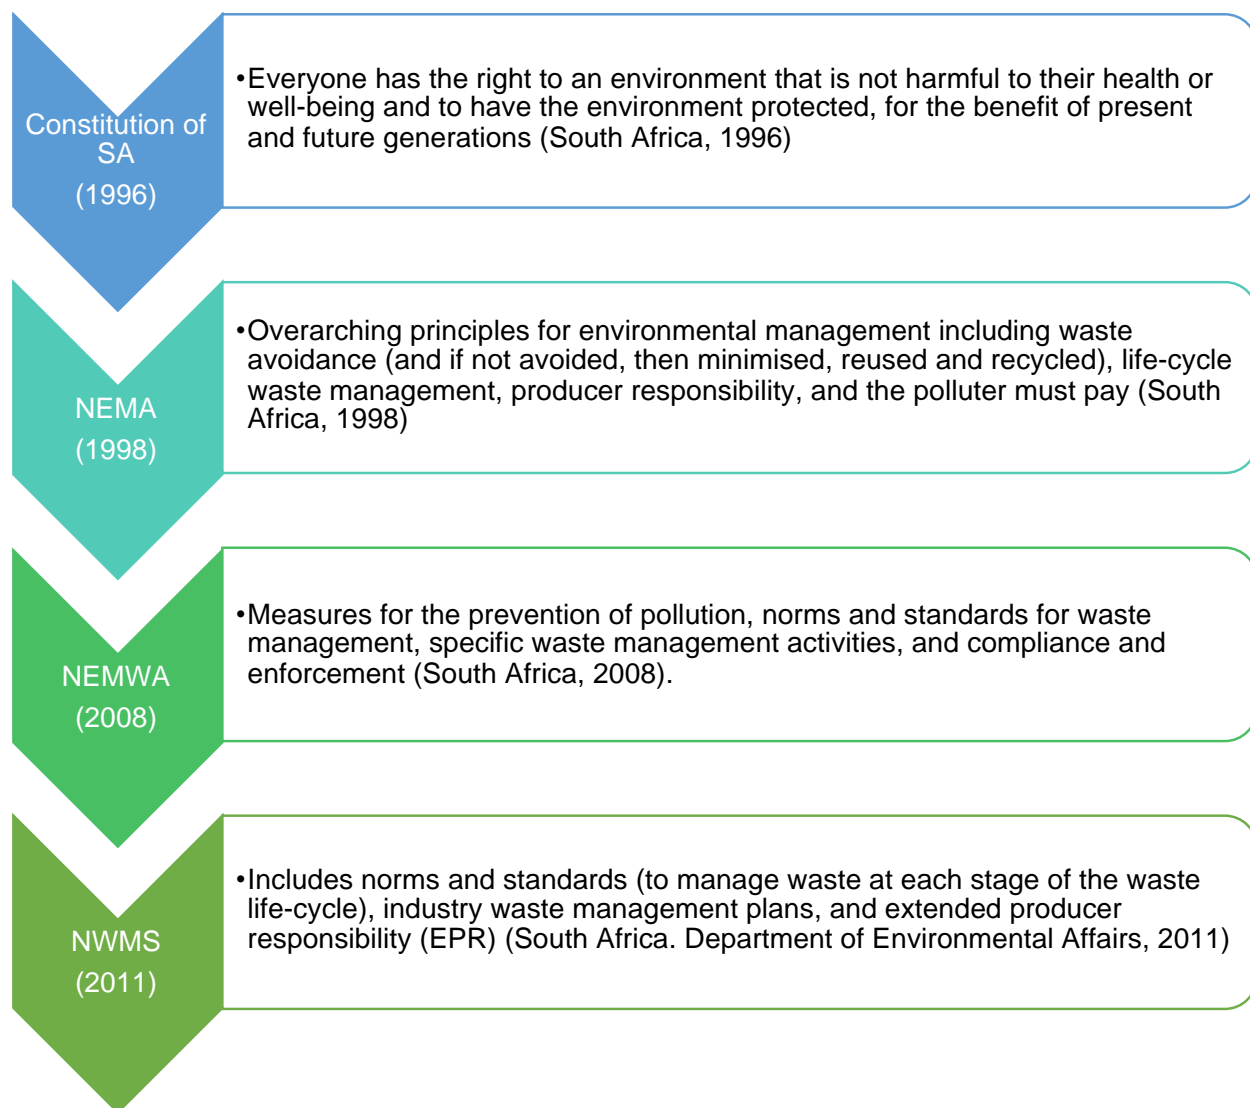 Constitution of
SA
(1996)
•Everyone has the right to an environment that is not harmful to their health or
well-being and to have the environment protected, for the benefit of present
and future generations (South Africa, 1996)
NEMA
(1998)
•Overarching principles for environmental management including waste
avoidance (and if not avoided, then minimised, reused and recycled), life-cycle
waste management, producer responsibility, and the polluter must pay (South
Africa, 1998)
NEMWA
(2008)
•Measures for the prevention of pollution, norms and standards for waste
management, specific waste management activities, and compliance and
enforcement (South Africa, 2008).
NWMS
(2011)
•Includes norms and standards (to manage waste at each stage of the waste
life-cycle), industry waste management plans, and extended producer
responsibility (EPR) (South Africa. Department of Environmental Affairs, 2011)